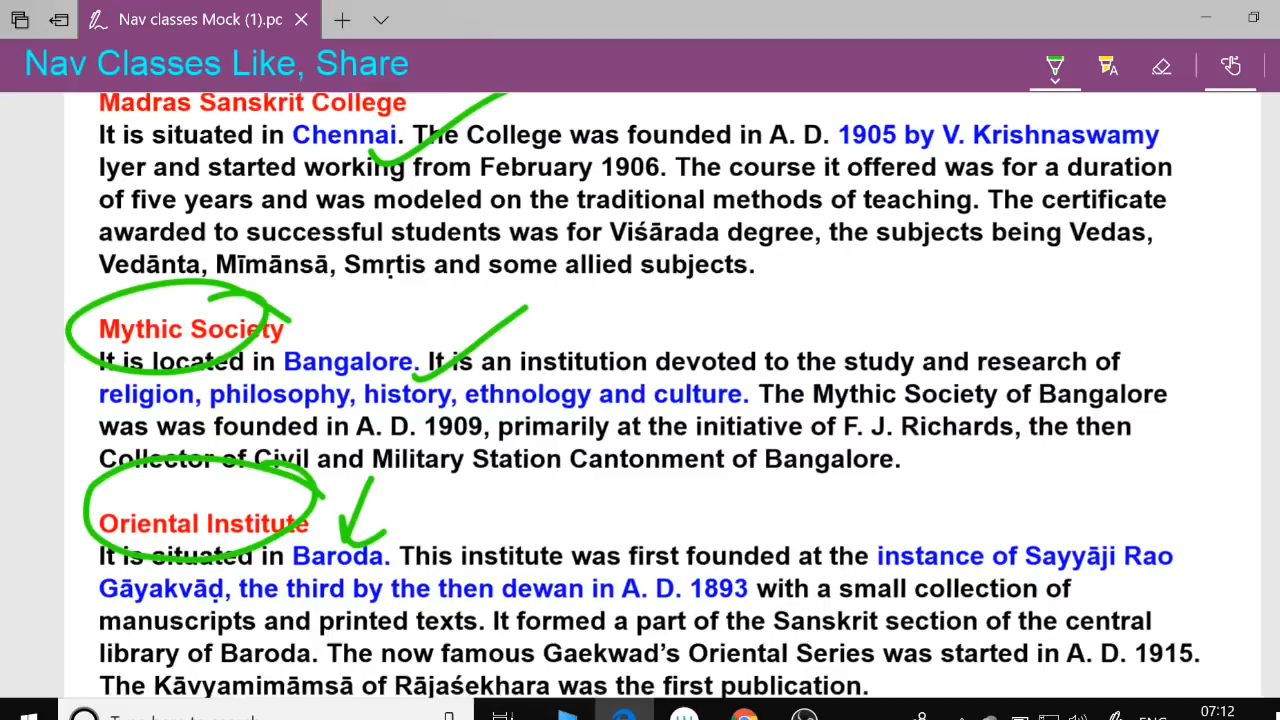 Nav classes Mock (1).pc
Nav Classes Like, Share
Madras Sanskrit College
It is situated in Chennai. The College was founded in A. D. 1905 by V. Krishnaswamy
Iyer and started working from February 1906. The course it offered was for a duration
of five years and was modeled on the traditional methods of teaching. The certificate
awarded to successful students was for Viśārada degree, the subjects being Vedas,
Vedānta, Mīmānsā, Smṛtis and some allied subjects.
Mythic Society
It is located in Bangalore. It is an institution devoted to the study and research of
religion, philosophy, history, ethnology and culture. The Mythic Society of Bangalore
was was founded in A. D. 1909, primarily at the initiative of F. J. Richards, the then
Collector of Civil and Military Station Cantonment of Bangalore.
Oriental Institute
It is situated in Baroda. This institute was first founded at the instance of Sayyāji Rao
Gāyakvāḍ, the third by the then dewan in A. D. 1893 with a small collection of
manuscripts and printed texts. It formed a part of the Sanskrit section of the central
library of Baroda. The now famous Gaekwad's Oriental Series was started in A. D. 1915.
The Kāvyamimāmsā of Rājaśekhara was the first publication.
07:12